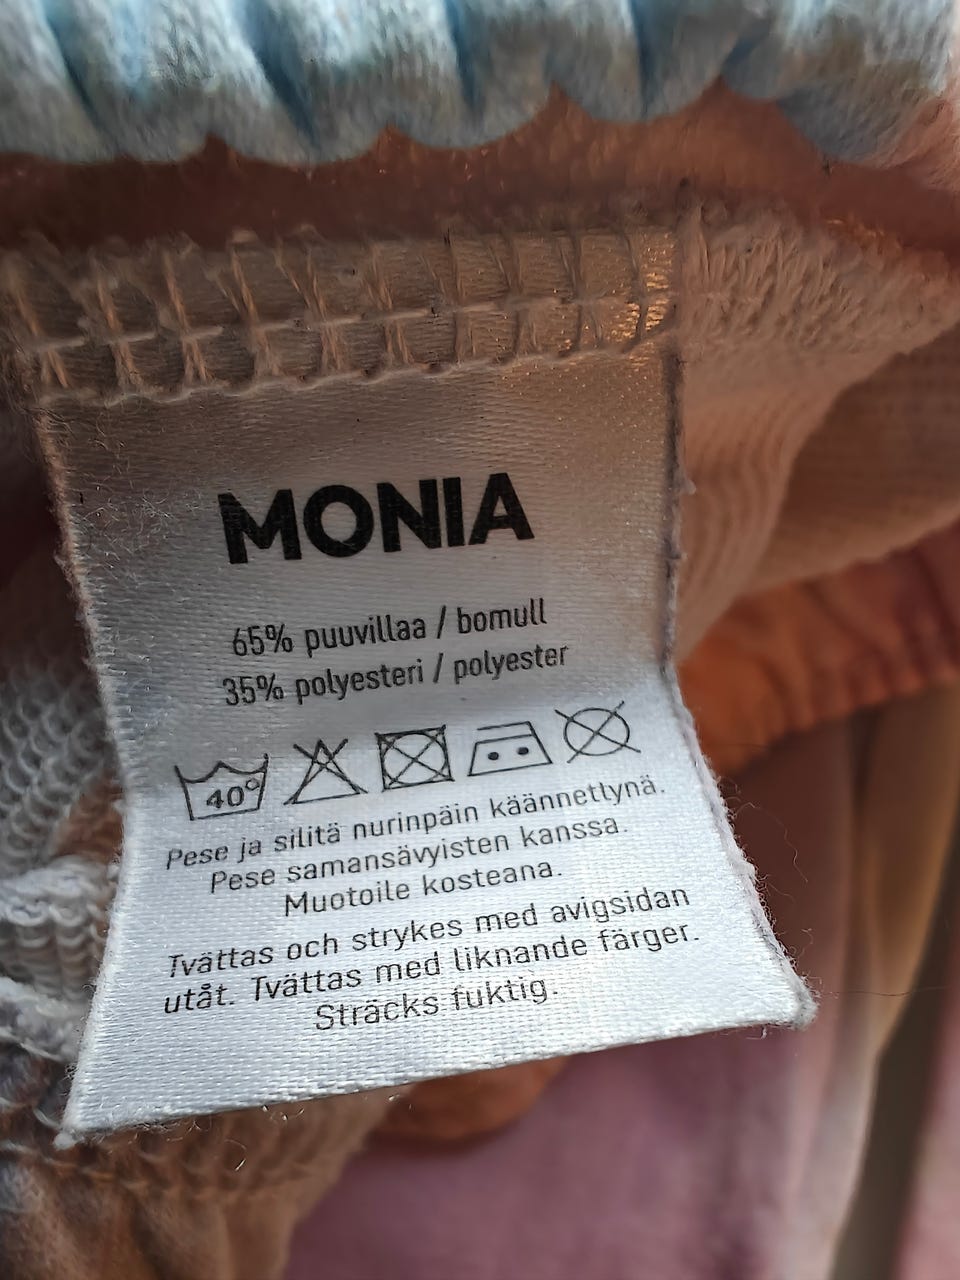 MONIA
65% puuvillaa / bomull
35% polyesteri / polyester
40°
Pese ja silitä nurinpäin käännettynä.
Pese samansävyisten kanssa.
Muotoile kosteana.
Tvättas och strykes med avigsidan
utåt. Tvättas med liknande färger.
Sträcks fuktig.